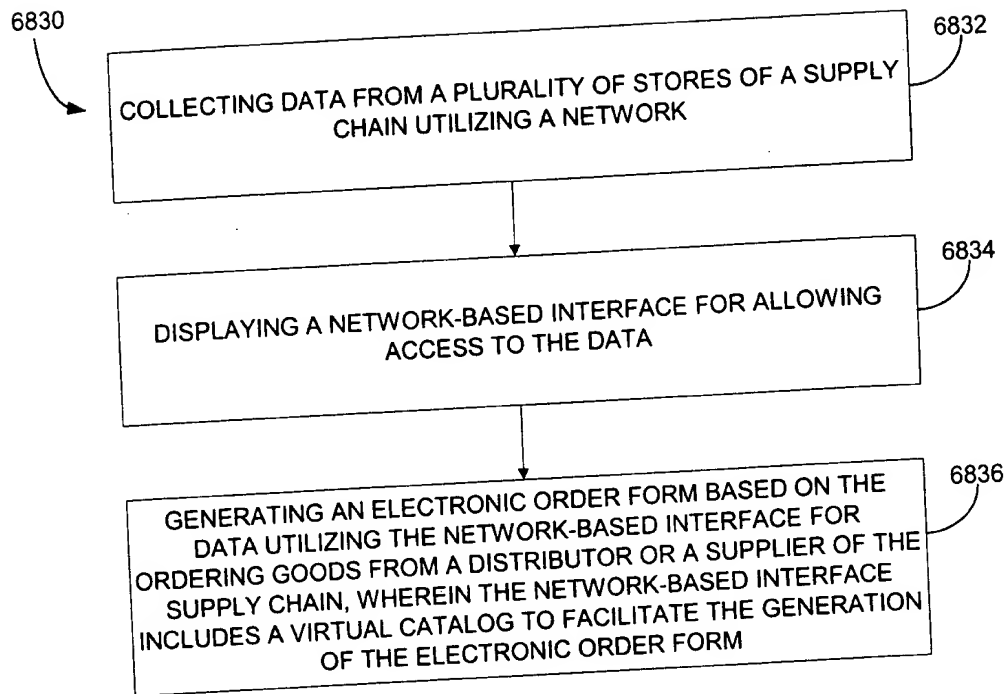 6830
6832
COLLECTING DATA FROM A PLURALITY OF STORES OF A SUPPLY
CHAIN UTILIZING A NETWORK
6834
DISPLAYING A NETWORK-BASED INTERFACE FOR ALLOWING
ACCESS TO THE DATA
6836
GENERATING AN ELECTRONIC ORDER FORM BASED ON THE
DATA UTILIZING THE NETWORK-BASED INTERFACE FOR
ORDERING GOODS FROM A DISTRIBUTOR OR A SUPPLIER OF THE
SUPPLY CHAIN, WHEREIN THE NETWORK-BASED INTERFACE
INCLUDES A VIRTUAL CATALOG TO FACILITATE THE GENERATION
OF THE ELECTRONIC ORDER FORM